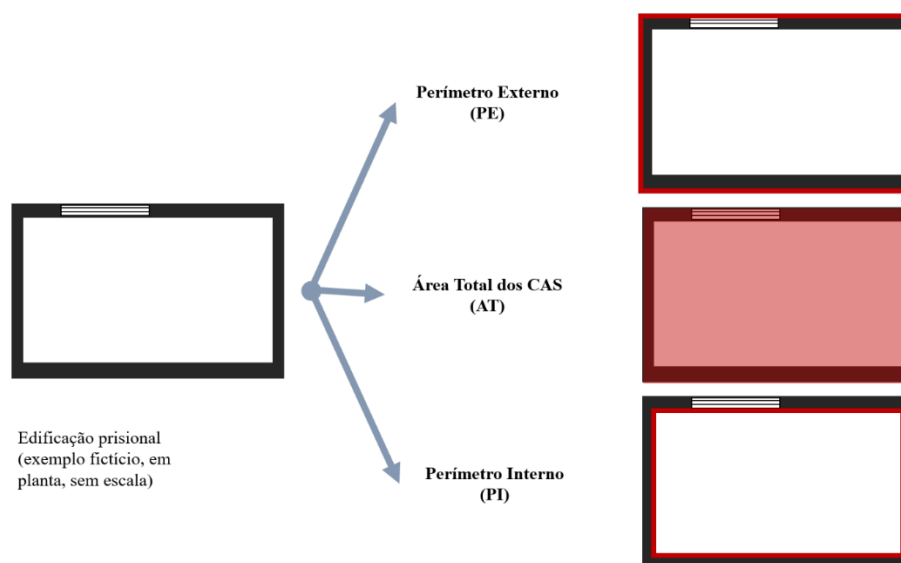 Perímetro Externo
(PE)
Área Total dos CAS
(AT)
Edificação prisional
(exemplo fictício, em
planta, sem escala)
Perímetro Interno
(PI)